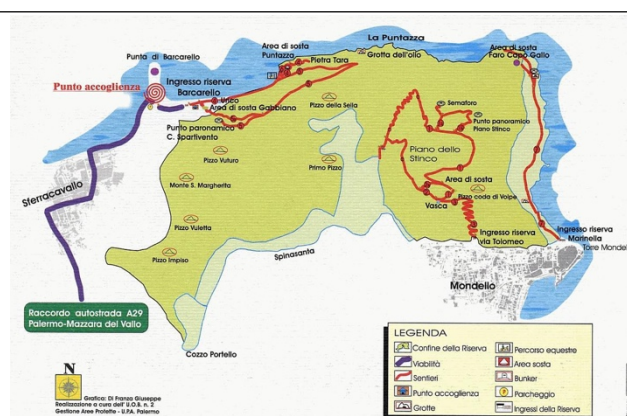 La Puntazza
Area di sosta
Puntazza
Pietra Tara
Grotta dell'olio
Area di sosta
Faro Capo Gallo
Punta di Barcarello
Punto accoglienza
Ingresso riserva
Barcarello
Area di sosta Gabbiano
Punto panoramico
C. Spartivento
Pizzo della Sella
Semaforo
Punto panoramico
Piano Stinco
Piano dello
Stinco
Pizzo Vuturo
Primo Pizzo
Monte S. Margherita
Area di sosta
Pizzo coda di Volpe
Vasca
Sferracavallo
Pizzo Vuletta
Pizzo Impiso
Spinasanta
Ingresso riserva
via Tolomeo
Ingresso riserva
Marinella
Torre Mondel
Mondello
Raccordo autostrada A29
Palermo-Mazzara del Vallo
Cozzo Portello
N
Grafica: Di Franza Giuseppe
Realizzazione a cura dell'U.O.B. n. 2
Gestione Aree Protette - U.P.A. Palermo
LEGENDA
Confine della Riserva
Viabilità
Sentieri
Punto accoglienza
Grotte
Percorso equestre
Area sosta
Bunker
Parcheggio
Ingressi della Riserva